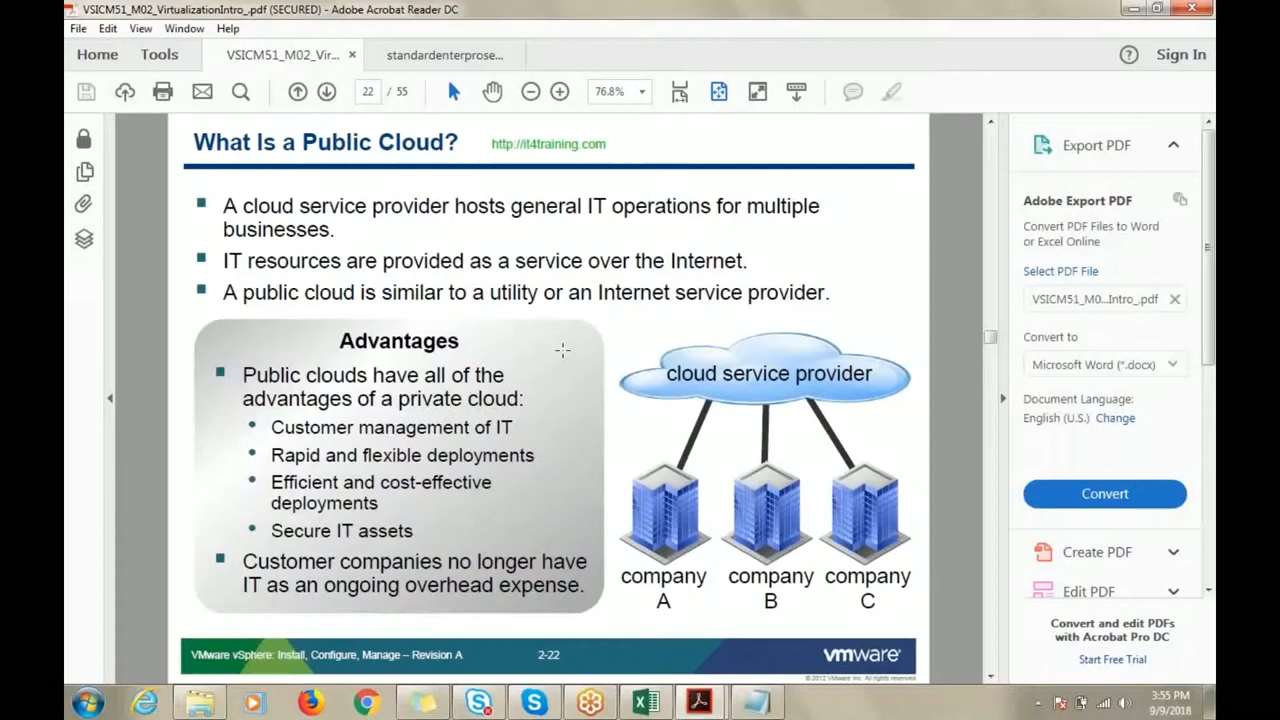 VSICM51_M02_VirtualizationIntro_.pdf (SECURED) - Adobe Acrobat Reader DC
File Edit View Window Help
Home Tools VSICM51_M02_Vir... × standardenterprose... Sign In
22 / 55 76.8%
What Is a Public Cloud? http://it4training.com
A cloud service provider hosts general IT operations for multiple
businesses.
IT resources are provided as a service over the Internet.
A public cloud is similar to a utility or an Internet service provider.
Advantages
Public clouds have all of the
advantages of a private cloud:
Customer management of IT
Rapid and flexible deployments
Efficient and cost-effective
deployments
Secure IT assets
Customer companies no longer have
IT as an ongoing overhead expense.
cloud service provider
company company company
A B C
VMware vSphere: Install, Configure, Manage – Revision A 2-22 vmware®
© 2012 VMware Inc. All rights reserved
Export PDF
Adobe Export PDF
Convert PDF Files to Word
or Excel Online
Select PDF File
VSICM51_M0...Intro_.pdf ×
Convert to
Microsoft Word (*.docx)
Document Language:
English (U.S.) Change
Convert
Create PDF
Edit PDF
Convert and edit PDFs
with Acrobat Pro DC
Start Free Trial
3:55 PM
9/9/2018